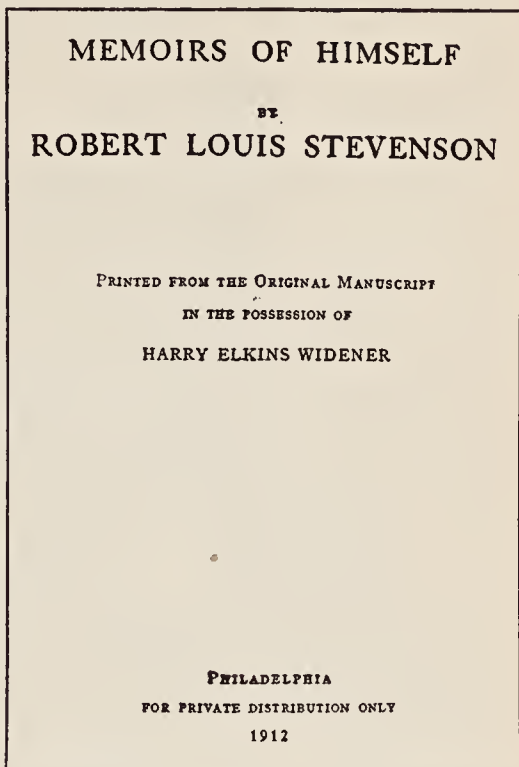 MEMOIRS OF HIMSELF
BY
ROBERT LOUIS STEVENSON
PRINTED FROM THE ORIGINAL MANUSCRIPT
IN THE POSSESSION OF
HARRY ELKINS WIDENER
PHILADELPHIA
FOR PRIVATE DISTRIBUTION ONLY
1912